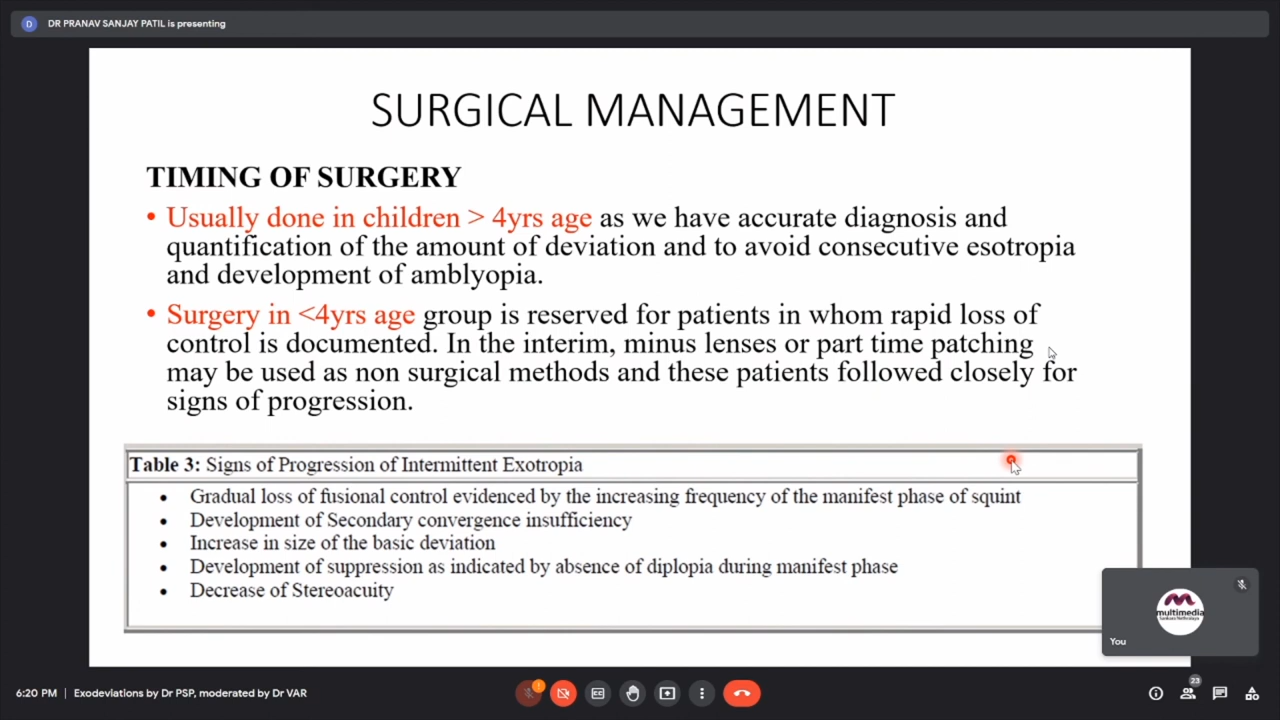 D
DR PRANAV SANJAY PATIL is presenting
SURGICAL MANAGEMENT
TIMING OF SURGERY
• Usually done in children > 4yrs age as we have accurate diagnosis and
quantification of the amount of deviation and to avoid consecutive esotropia
and development of amblyopia.
• Surgery in <4yrs age group is reserved for patients in whom rapid loss of
control is documented. In the interim, minus lenses or part time patching
may be used as non surgical methods and these patients followed closely for
signs of progression.
Table 3: Signs of Progression of Intermittent Exotropia
• Gradual loss of fusional control evidenced by the increasing frequency of the manifest phase of squint
• Development of Secondary convergence insufficiency
• Increase in size of the basic deviation
• Development of suppression as indicated by absence of diplopia during manifest phase
• Decrease of Stereoacuity
multimedia
You
6:20 PM | Exodeviations by Dr PSP, moderated by Dr VAR
!
CC
23